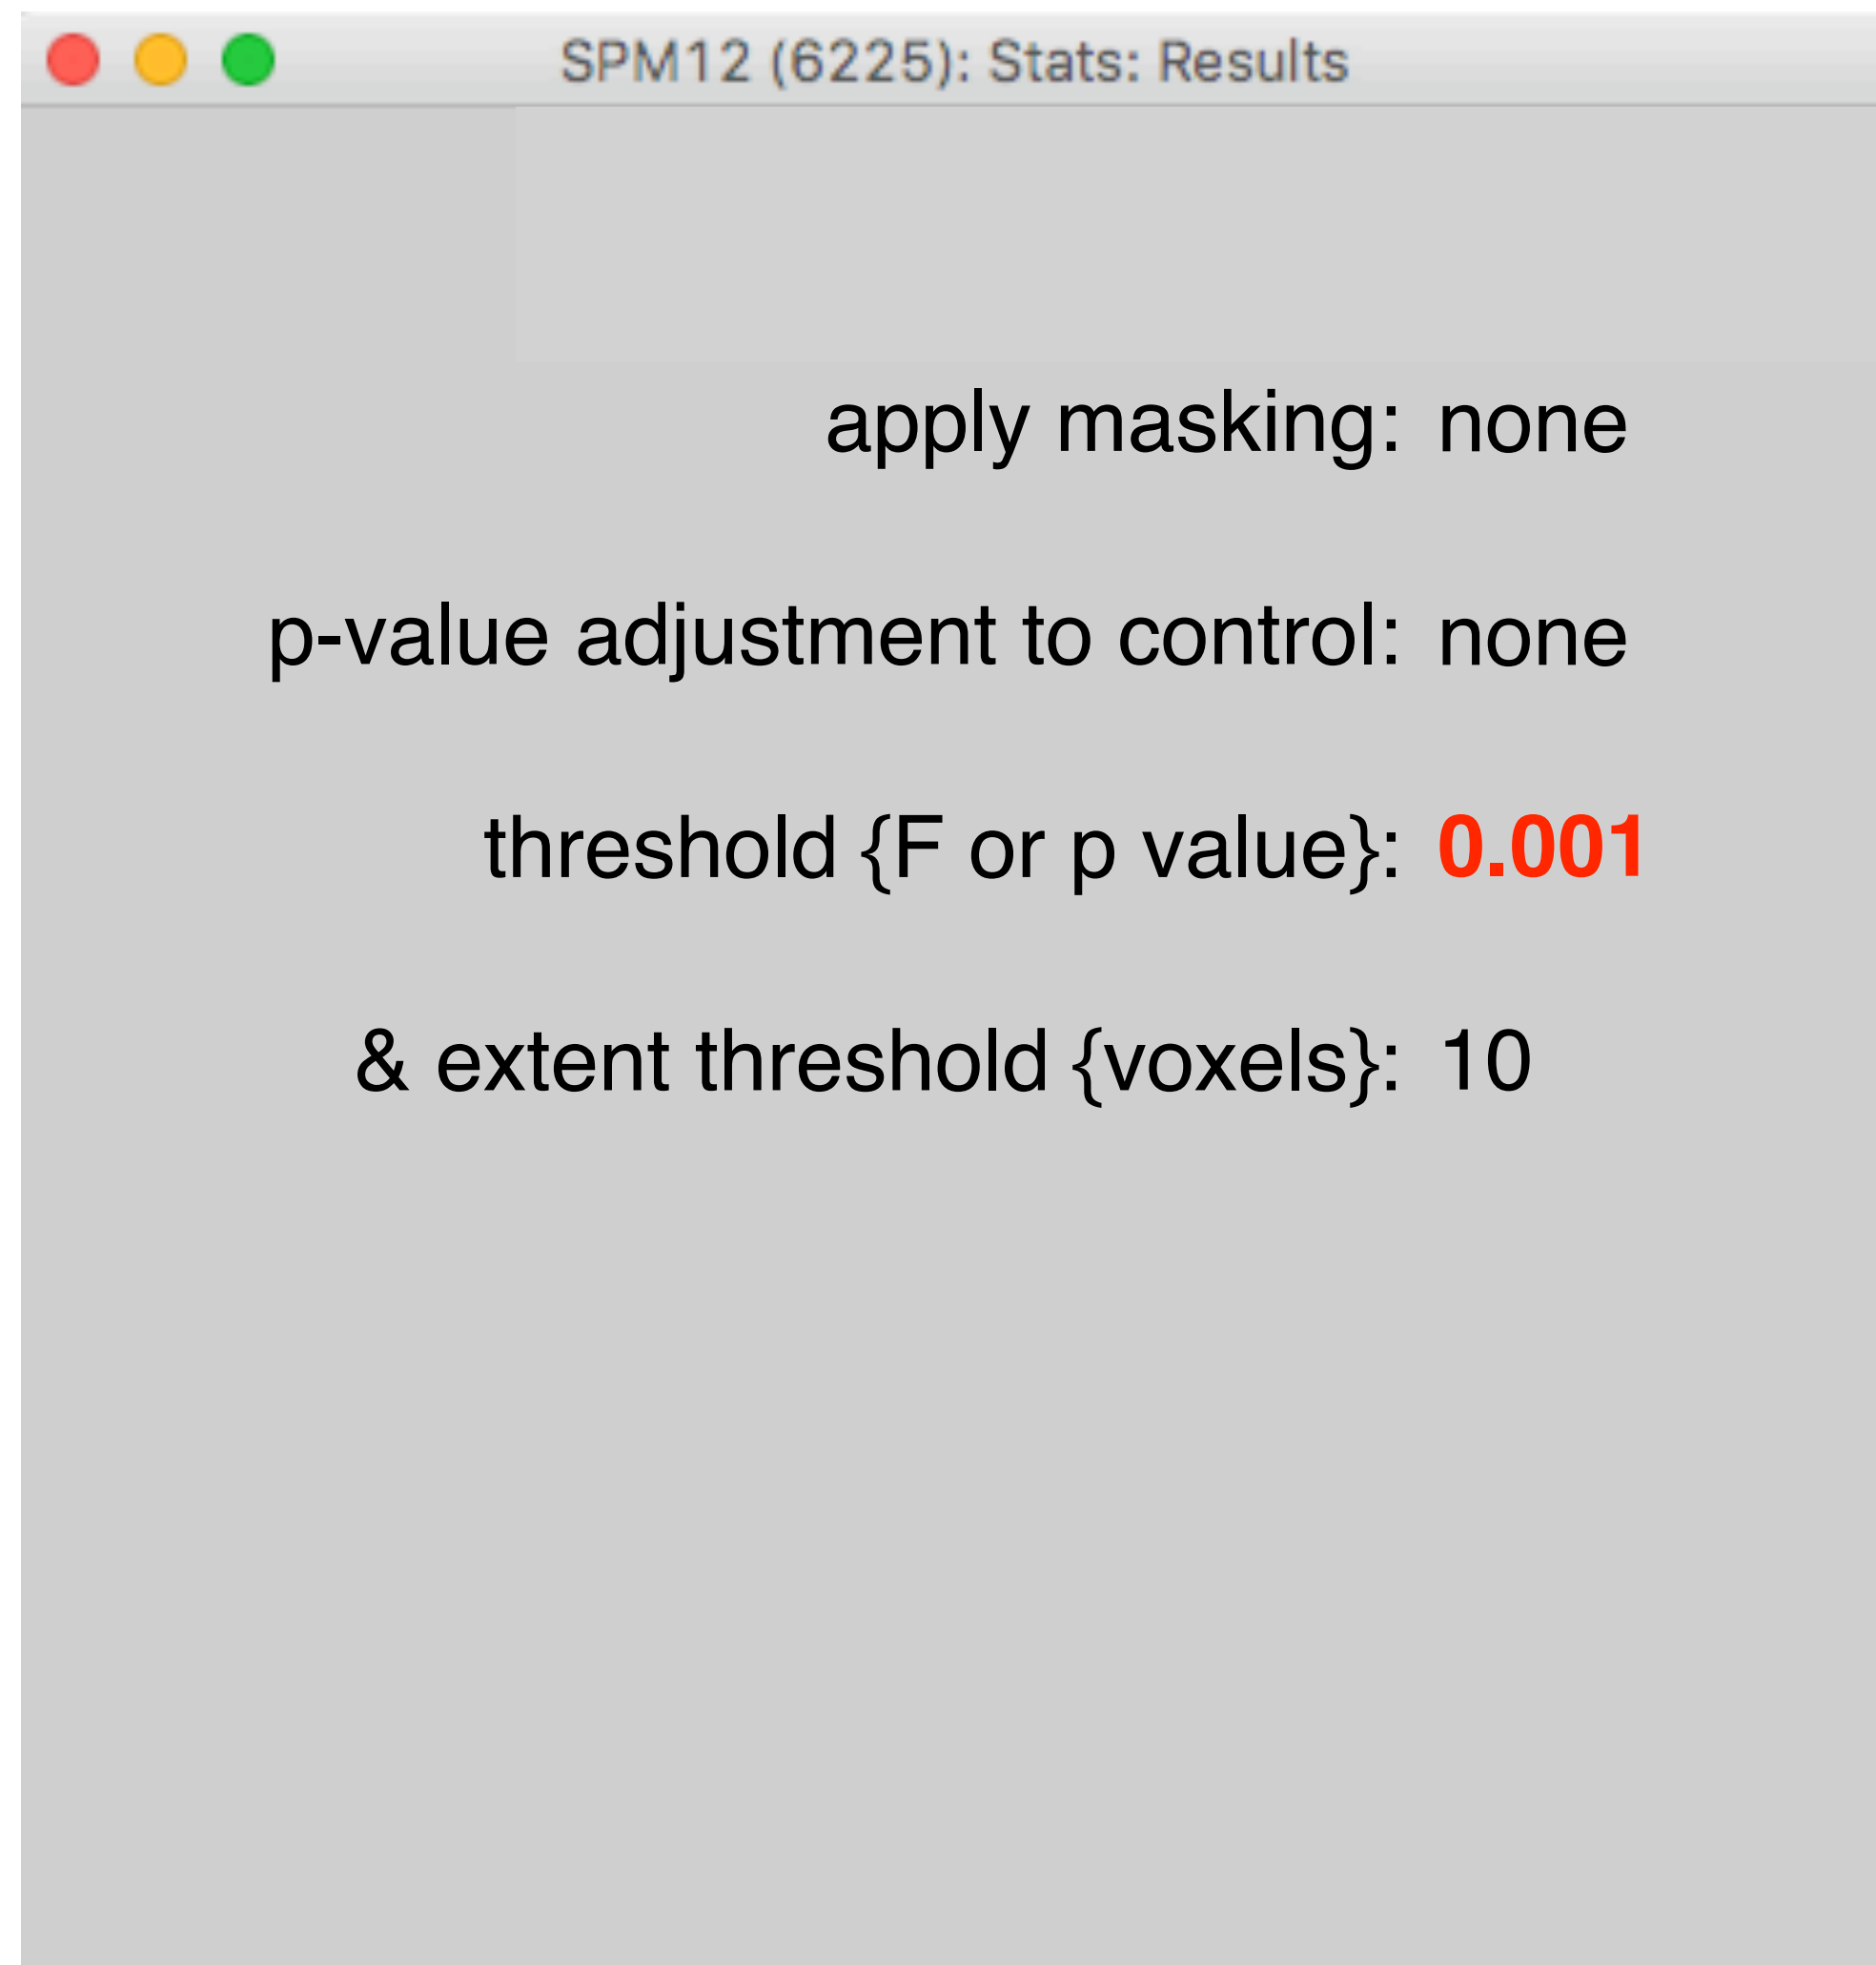 SPM12 (6225): Stats: Results
apply masking: none
p-value adjustment to control: none
threshold {F or p value}: 0.001
& extent threshold {voxels}: 10